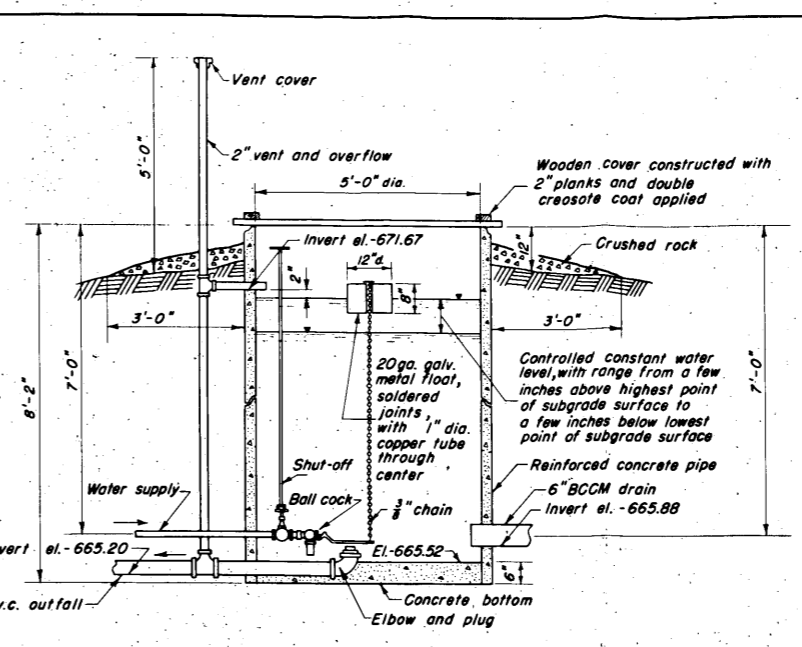 Vent cover
5'-0"
2" vent and overflow
5'-0" dia.
Wooden cover constructed with
2" planks and double
creosote coat applied
Invert el.-671.67
12"
Crushed rock
12"d.
2"
8"
3'-0"
3'-0"
8'-2"
7'-0"
7'-0"
20ga. galv.
metal float,
soldered
joints,
with 1" dia.
copper tube
through
center
Controlled constant water
level, with range from a few
inches above highest point
of subgrade surface to
a few inches below lowest
point of subgrade surface
Reinforced concrete pipe
Shut-off
Water supply
Ball cock
3/8" chain
6" BCCM drain
Invert el.-665.88
vert el.-665.20
El.-665.52
6"
.c. outfall
Concrete bottom
Elbow and plug